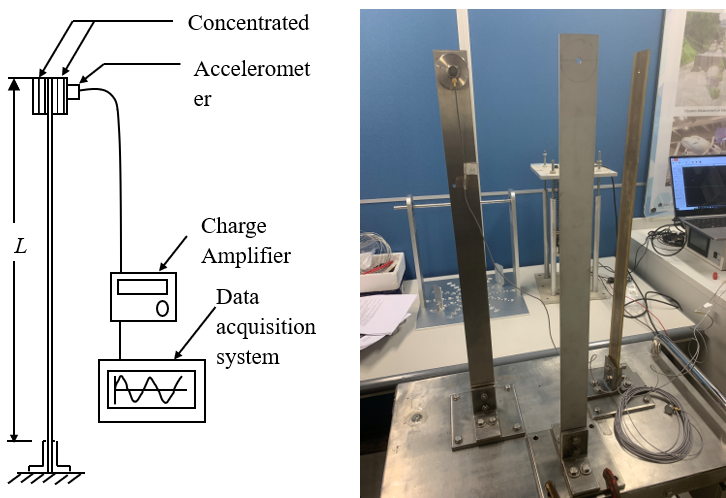 Concentrated
Acceleromet
er
L
Charge
Amplifier
Data
acquisition
system